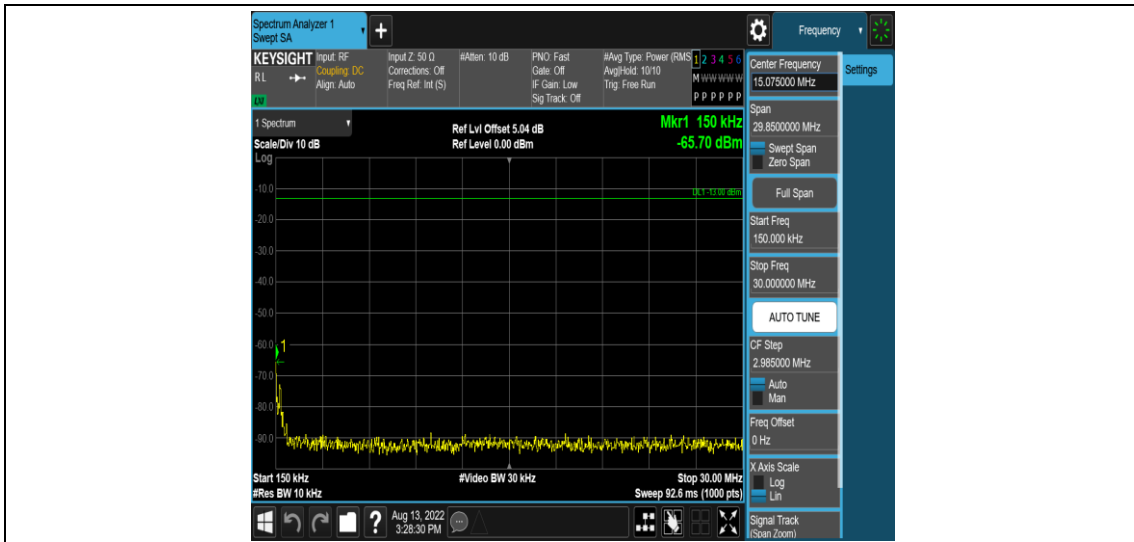 Spectrum Analyzer 1
Swept SA
+
Frequency
KEYSIGHT
RL
LXI
Input: RF
Coupling: DC
Align: Auto
Input Z: 50 Ω
Corrections: Off
Freq Ref: Int (S)
#Atten: 10 dB
PNO: Fast
Gate: Off
IF Gain: Low
Sig Track: Off
#Avg Type: Power (RMS
Avg|Hold: 10/10
Trig: Free Run
1 2 3 4 5 6
M W W W W W
P P P P P P
1 Spectrum
Scale/Div 10 dB
Ref Lvl Offset 5.04 dB
Ref Level 0.00 dBm
Mkr1 150 kHz
-65.70 dBm
Log
DL1 -13.00 dBm
-10.0
-20.0
-30.0
-40.0
-50.0
-60.0
1
-70.0
-80.0
-90.0
Start 150 kHz
#Video BW 30 kHz
Stop 30.00 MHz
#Res BW 10 kHz
Sweep 92.6 ms (1000 pts)
Center Frequency
15.075000 MHz
Settings
Span
29.8500000 MHz
Swept Span
Zero Span
Full Span
Start Freq
150.000 kHz
Stop Freq
30.000000 MHz
AUTO TUNE
CF Step
2.985000 MHz
Auto
Man
Freq Offset
0 Hz
X Axis Scale
Log
Lin
Signal Track
(Span Zoom)
?
Aug 13, 2022
3:28:30 PM